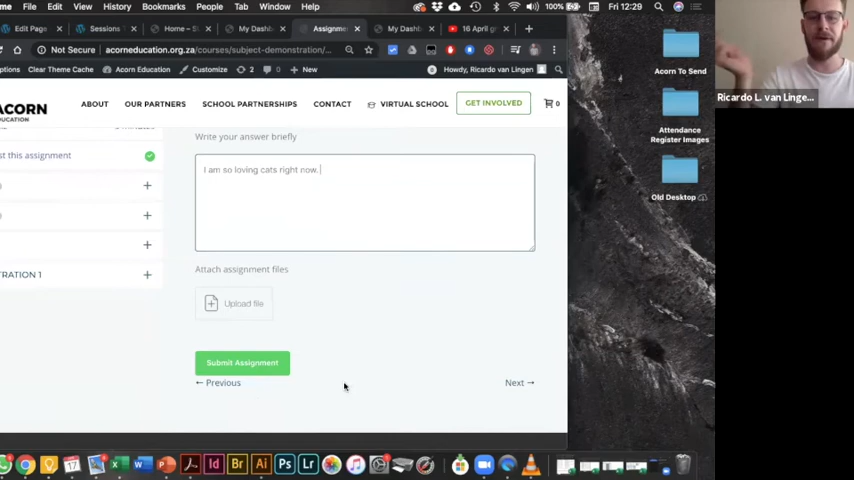 me File Edit View History Bookmarks People Tab Window Help 100% Fri 12:29
Edit Page Sessions Home – My Dashb Assignm My Dashb 16 April
Not Secure acorneducation.org.za/courses/subject-demonstration/...
Clear Theme Cache Acorn Education Customize 2 0 New Howdy, Ricardo van Lingen
ACORN
EDUCATION
ABOUT OUR PARTNERS SCHOOL PARTNERSHIPS CONTACT VIRTUAL SCHOOL GET INVOLVED 0
Write your answer briefly
st this assignment
I am so loving cats right now.
TRATION 1
Attach assignment files
Upload file
Submit Assignment
← Previous
Next →
Acorn To Send
Attendance
Register Images
Old Desktop
Ricardo L. van Linge...